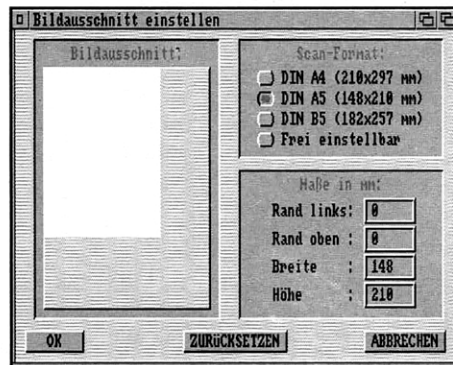 Bildausschnitt einstellen
Bildausschnitt:
Scan-Format:
DIN A4 (210x297 mm)
DIN A5 (148x210 mm)
DIN B5 (182x257 mm)
Frei einstellbar
Maße in mm:
Rand links: 0
Rand oben : 0
Breite : 148
Höhe : 210
OK
ZURÜCKSETZEN
ABBRECHEN